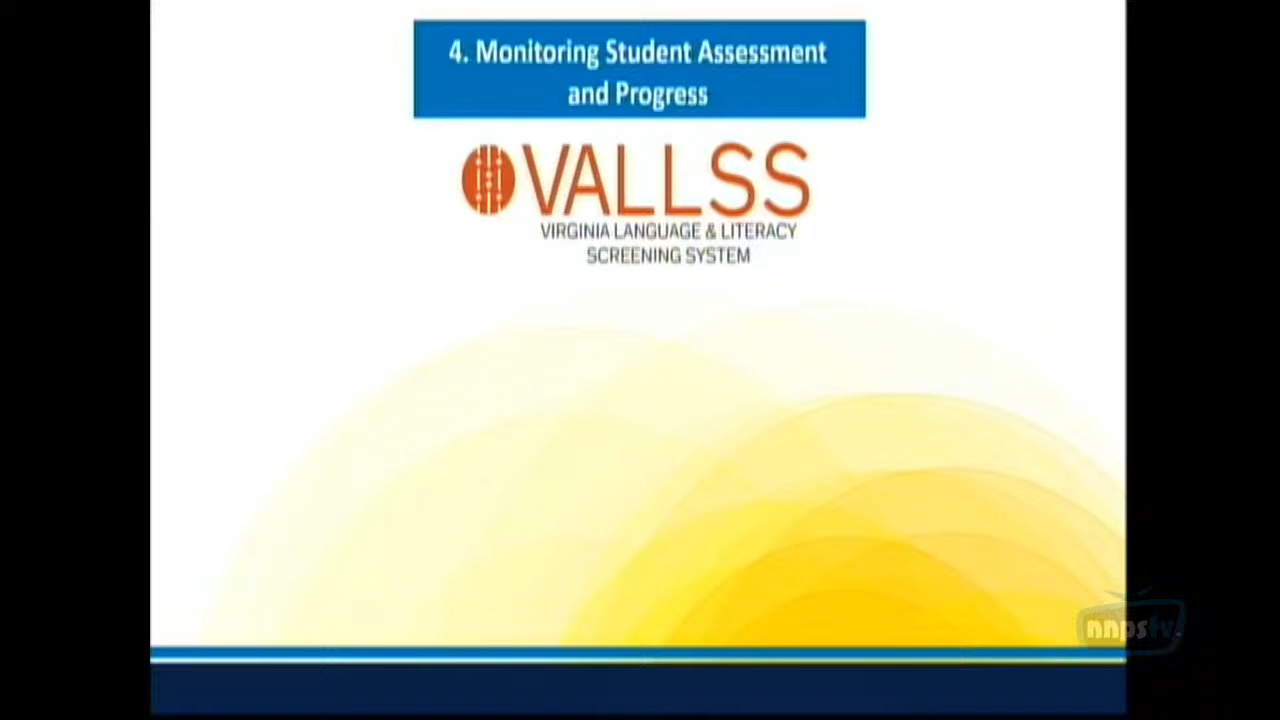 4. Monitoring Student Assessment
and Progress
VALLSS
VIRGINIA LANGUAGE & LITERACY
SCREENING SYSTEM
nnpstv.